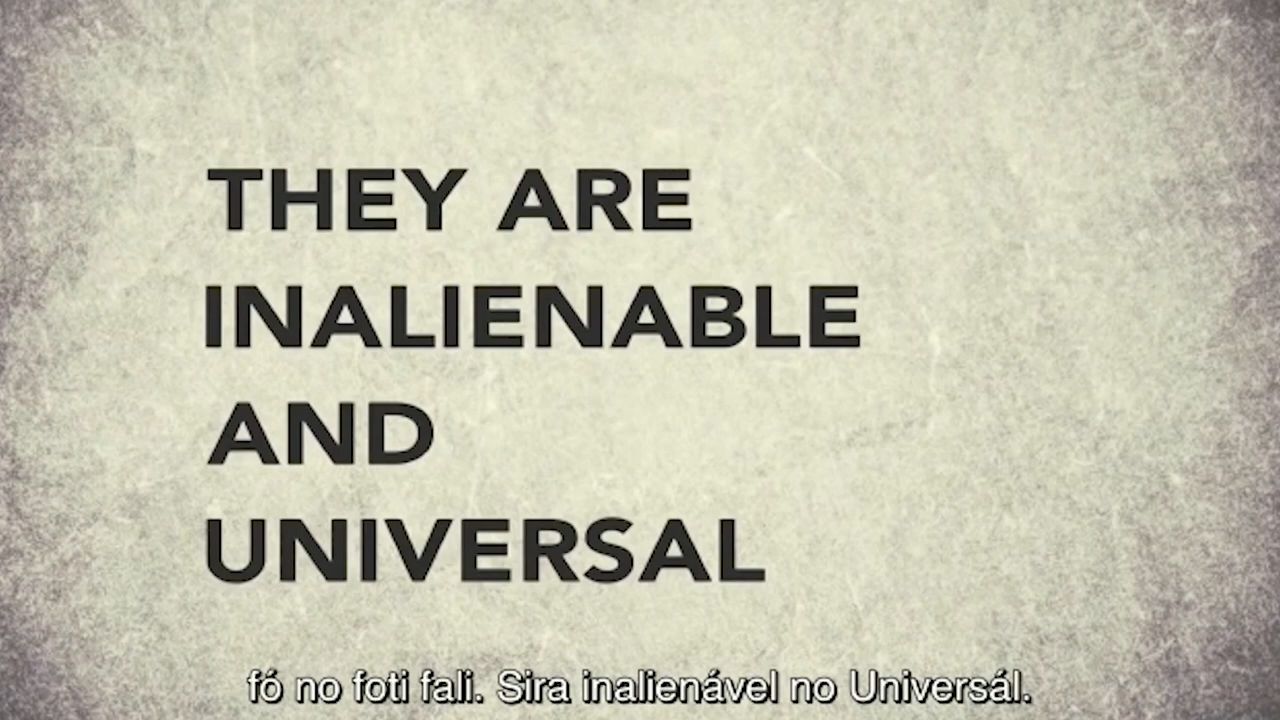 THEY ARE
INALIENABLE
AND
UNIVERSAL
fó no foti fali. Sira inalienável no Universál.